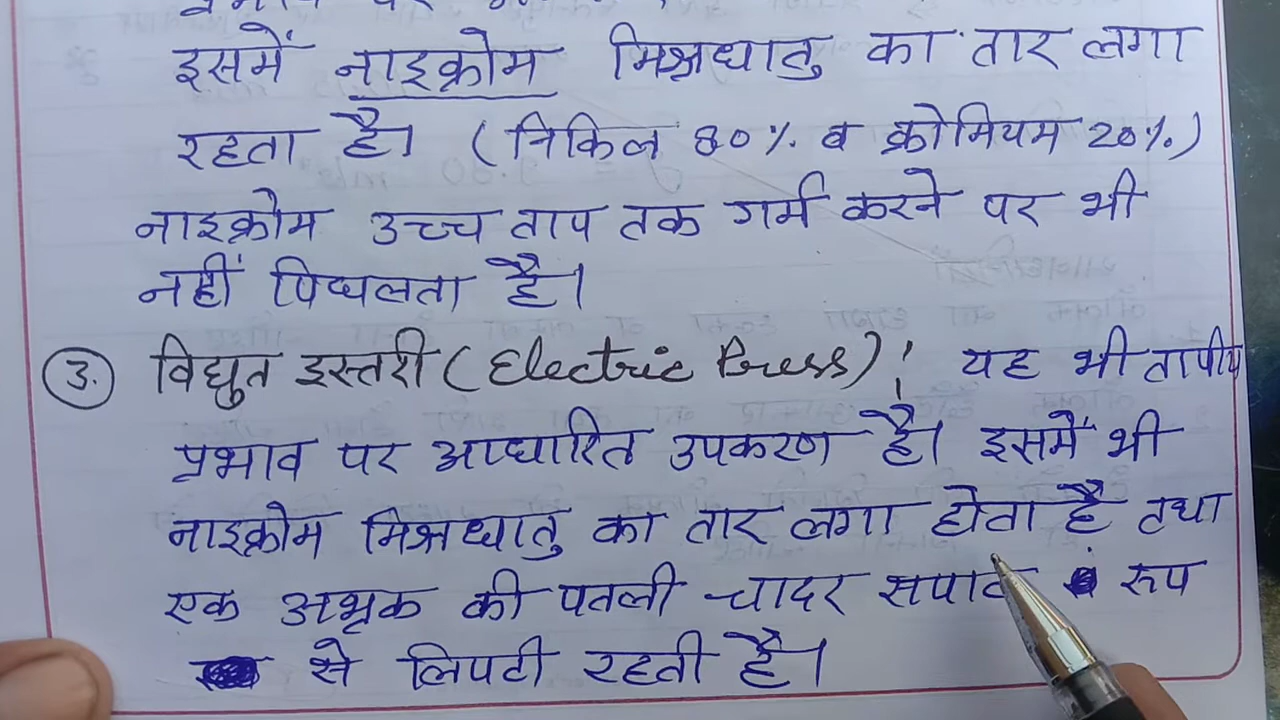 इसमें नाइक्रोम मिश्रधातु का तार लगा
रहता है। (निकिल 80% व क्रोमियम 20%)
नाइक्रोम उच्च ताप तक गर्म करने पर भी
नहीं पिघलता है।
3. विद्युत इस्तरी (Electric Press) : यह भी तापीय
प्रभाव पर आधारित उपकरण है। इसमें भी
नाइक्रोम मिश्रधातु का तार लगा होता है तथा
एक अभ्रक की पतली चादर सपाट रूप
से लिपटी रहती है।